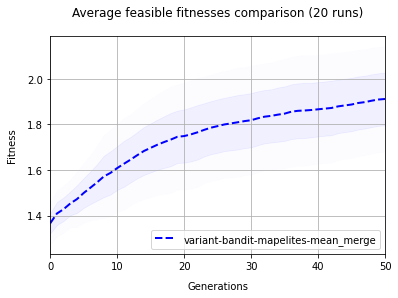 Average feasible fitnesses comparison (20 runs)
2.0
1.8
1.6
1.4
Fitness
variant-bandit-mapelites-mean_merge
0 10 20 30 40 50
Generations